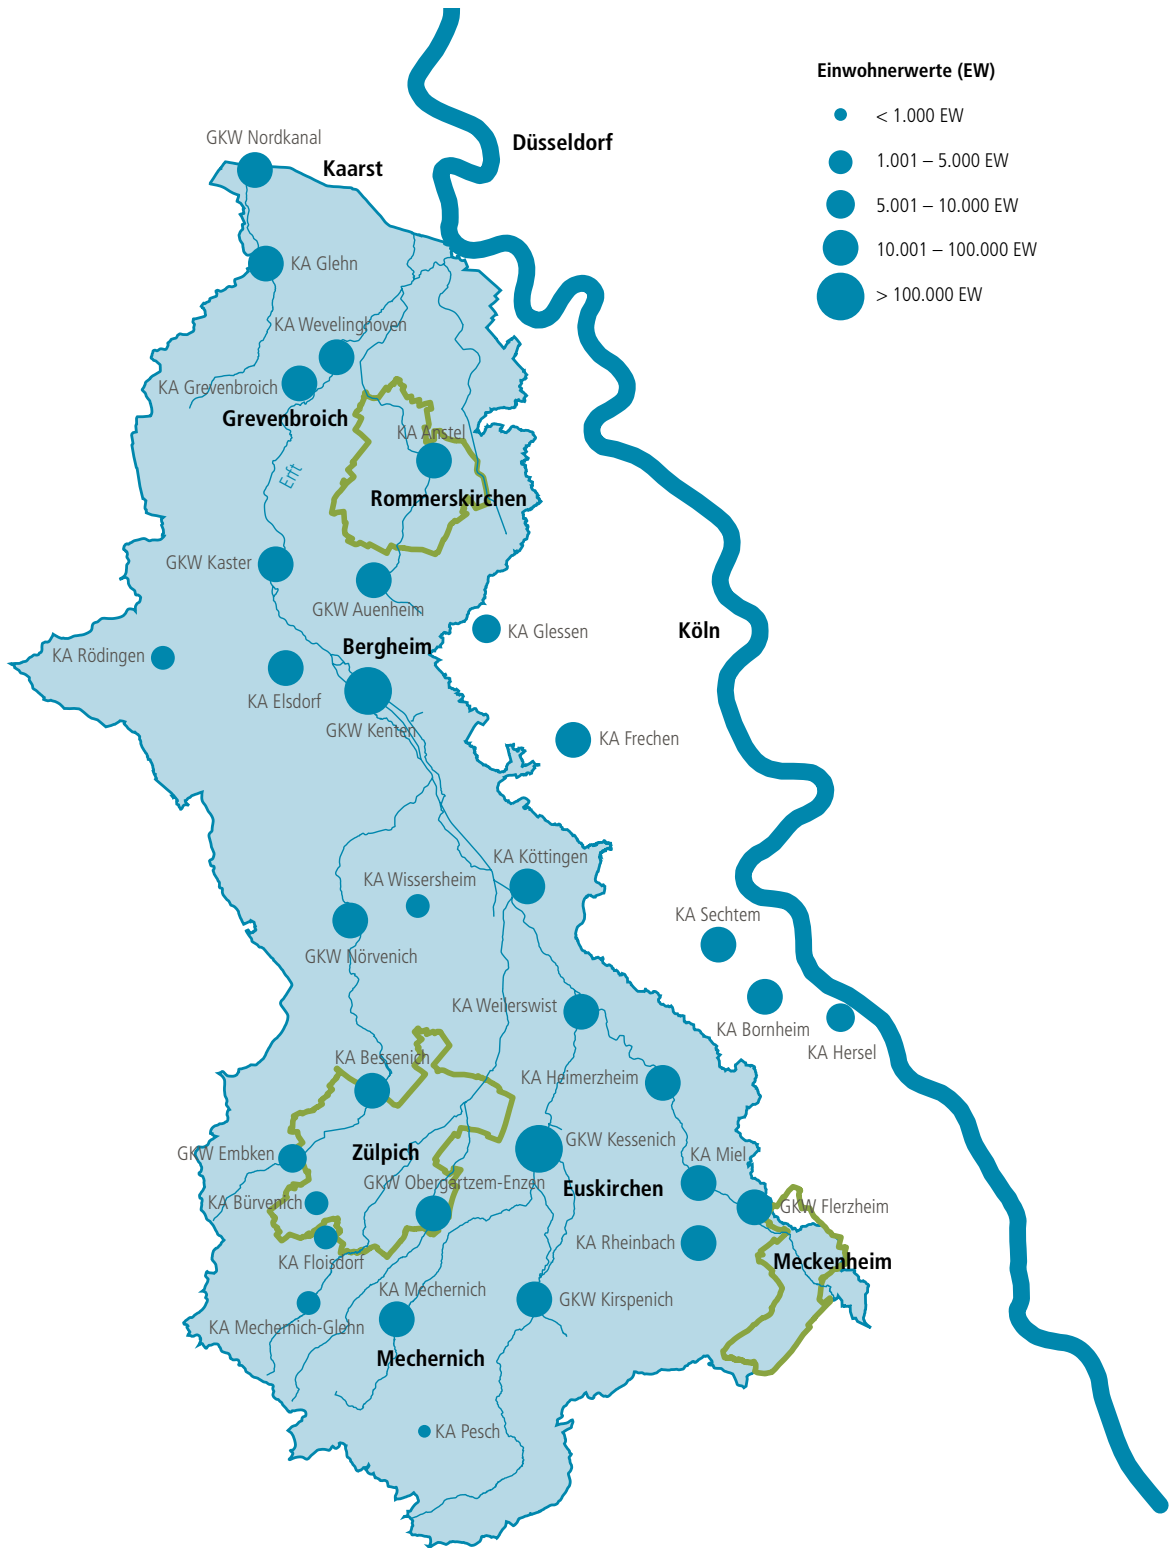 Einwohnerwerte (EW)
< 1.000 EW
1.001 – 5.000 EW
5.001 – 10.000 EW
10.001 – 100.000 EW
> 100.000 EW
GKW Nordkanal
Kaarst
Düsseldorf
KA Glehn
KA Wevelinghoven
KA Grevenbroich
Grevenbroich
KA Anstel
Erft
Rommerskirchen
GKW Kaster
GKW Auenheim
KA Glessen
Köln
Bergheim
KA Rödingen
KA Elsdorf
GKW Kenten
KA Frechen
KA Köttingen
KA Wissersheim
KA Sechtem
GKW Nörvenich
KA Weilerswist
KA Bornheim
KA Hersel
KA Bessenich
KA Heimerzheim
GKW Kessenich
GKW Embken
Zülpich
KA Miel
GKW Obergartzem-Enzen
Euskirchen
KA Bürvenich
GKW Flerzheim
KA Rheinbach
KA Floisdorf
Meckenheim
KA Mechernich
GKW Kirspenich
KA Mechernich-Glehn
Mechernich
KA Pesch